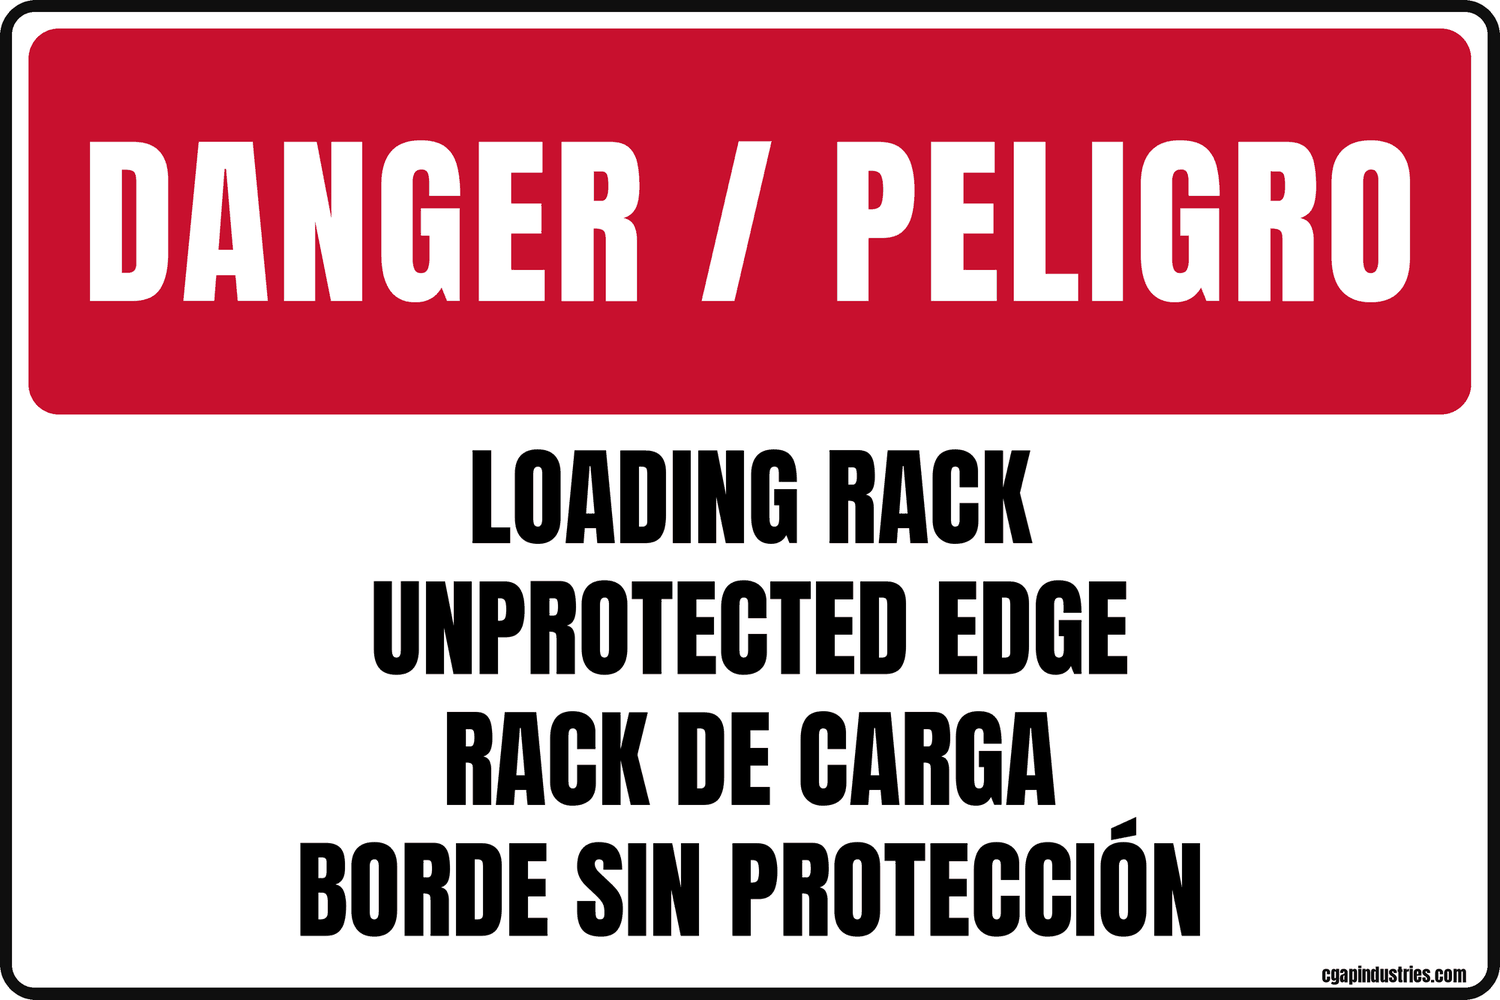 DANGER / PELIGRO
LOADING RACK
UNPROTECTED EDGE
RACK DE CARGA
BORDE SIN PROTECCIÓN
cgapindustries.com